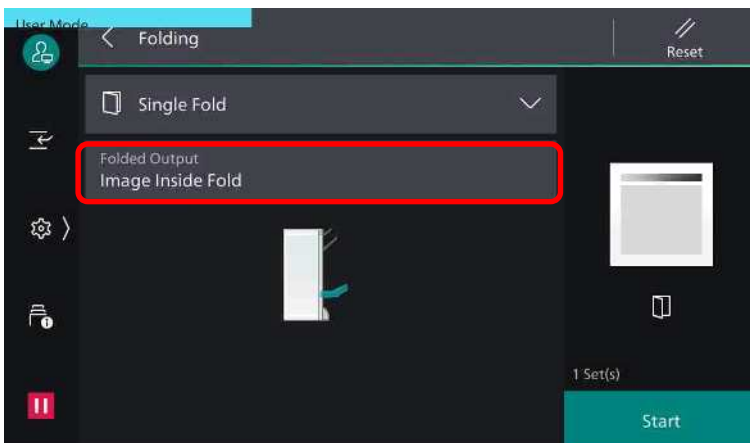 User Mode
Folding
Reset
Single Fold
Folded Output
Image Inside Fold
1 Set(s)
Start